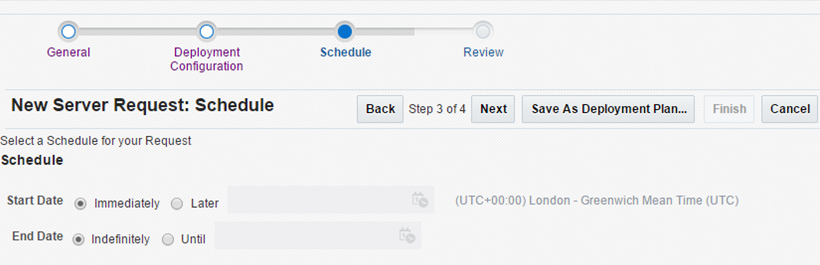 General Deployment Configuration Schedule Review
New Server Request: Schedule Back Step 3 of 4 Next Save As Deployment Plan... Finish Cancel
Select a Schedule for your Request
Schedule
Start Date Immediately Later (UTC+00:00) London - Greenwich Mean Time (UTC)
End Date Indefinitely Until